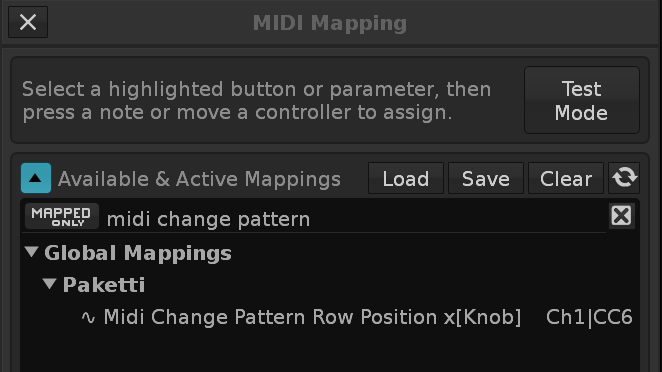 MIDI Mapping
Select a highlighted button or parameter, then
press a note or move a controller to assign.
Test
Mode
Available & Active Mappings
Load
Save
Clear
MAPPED
ONLY
midi change pattern
Global Mappings
Paketti
∿ Midi Change Pattern Row Position x[Knob] Ch1|CC6